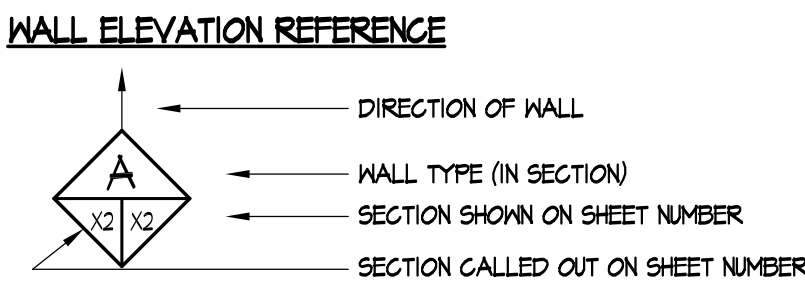 WALL ELEVATION REFERENCE
DIRECTION OF WALL
A
WALL TYPE (IN SECTION)
X2 X2
SECTION SHOWN ON SHEET NUMBER
SECTION CALLED OUT ON SHEET NUMBER